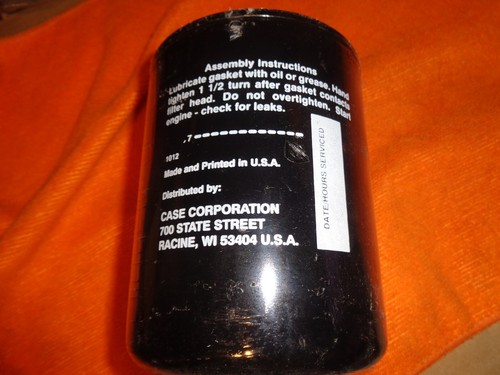 Assembly Instructions
Lubricate gasket with oil or grease. Hand
tighten 1 1/2 turn after gasket contacts
filter head. Do not overtighten. Start
engine - check for leaks.
.7
1012
Made and Printed in U.S.A.
Distributed by:
CASE CORPORATION
700 STATE STREET
RACINE, WI 53404 U.S.A.
DATE/HOURS SERVICED